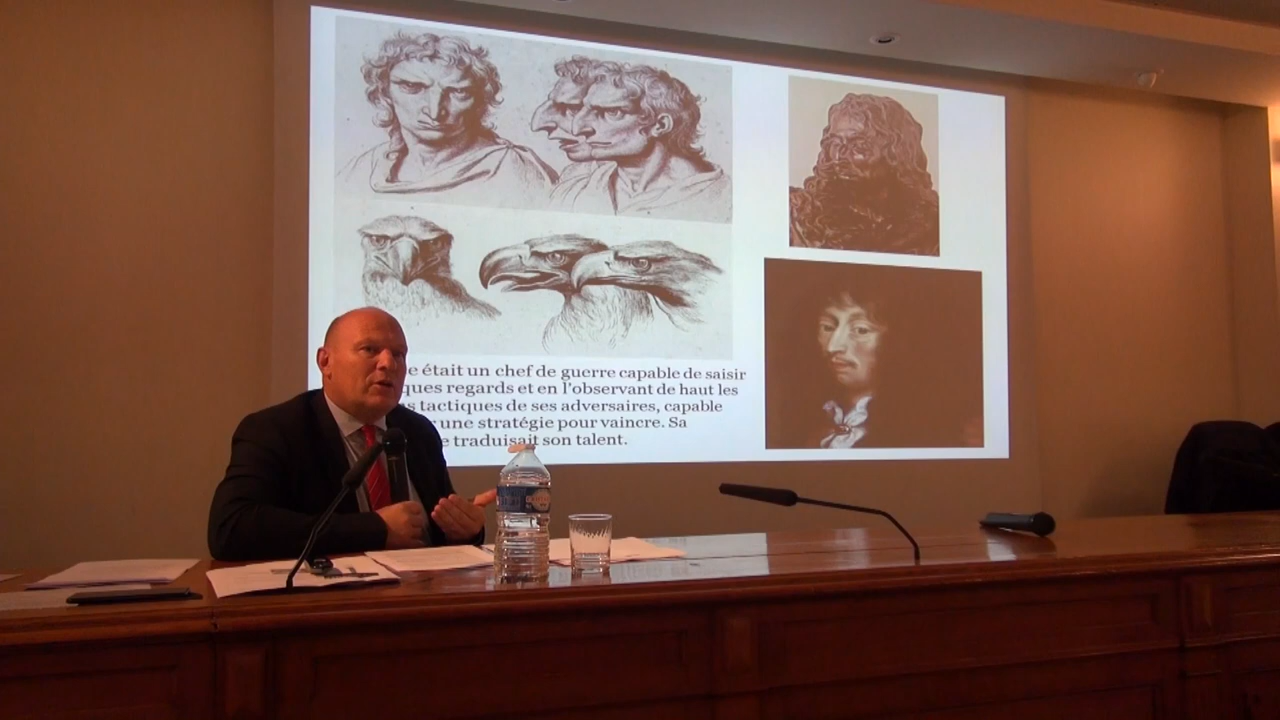 e était un chef de guerre capable de saisir
ques regards et en l'observant de haut les
s tactiques de ses adversaires, capable
r une stratégie pour vaincre. Sa
e traduisait son talent.